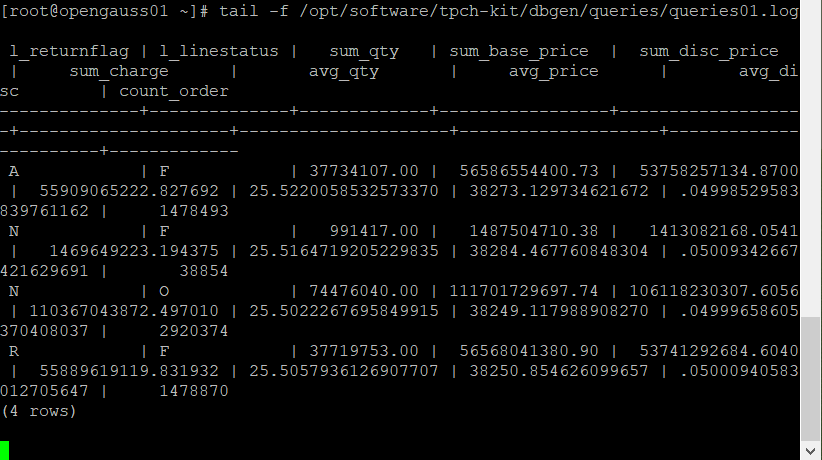 [root@opengauss01 ~]# tail -f /opt/software/tpch-kit/dbgen/queries/queries01.log
 l_returnflag | l_linestatus |   sum_qty   | sum_base_price  |  sum_disc_price
 |     sum_charge      |       avg_qty       |     avg_price      |       avg_di
sc        | count_order
--------------+--------------+-------------+-----------------+------------------
-+---------------------+---------------------+--------------------+-------------
----------+-------------
 A            | F            | 37734107.00 |  56586554400.73 |  53758257134.8700
 |  55909065222.827692 | 25.5220058532573370 | 38273.129734621672 | .04998529583
839761162 |     1478493
 N            | F            |   991417.00 |   1487504710.38 |   1413082168.0541
 |   1469649223.194375 | 25.5164719205229835 | 38284.467760848304 | .05009342667
421629691 |       38854
 N            | O            | 74476040.00 | 111701729697.74 | 106118230307.6056
 | 110367043872.497010 | 25.5022267695849915 | 38249.117988908270 | .04999658605
370408037 |     2920374
 R            | F            | 37719753.00 |  56568041380.90 |  53741292684.6040
 |  55889619119.831932 | 25.5057936126907707 | 38250.854626099657 | .05000940583
012705647 |     1478870
(4 rows)